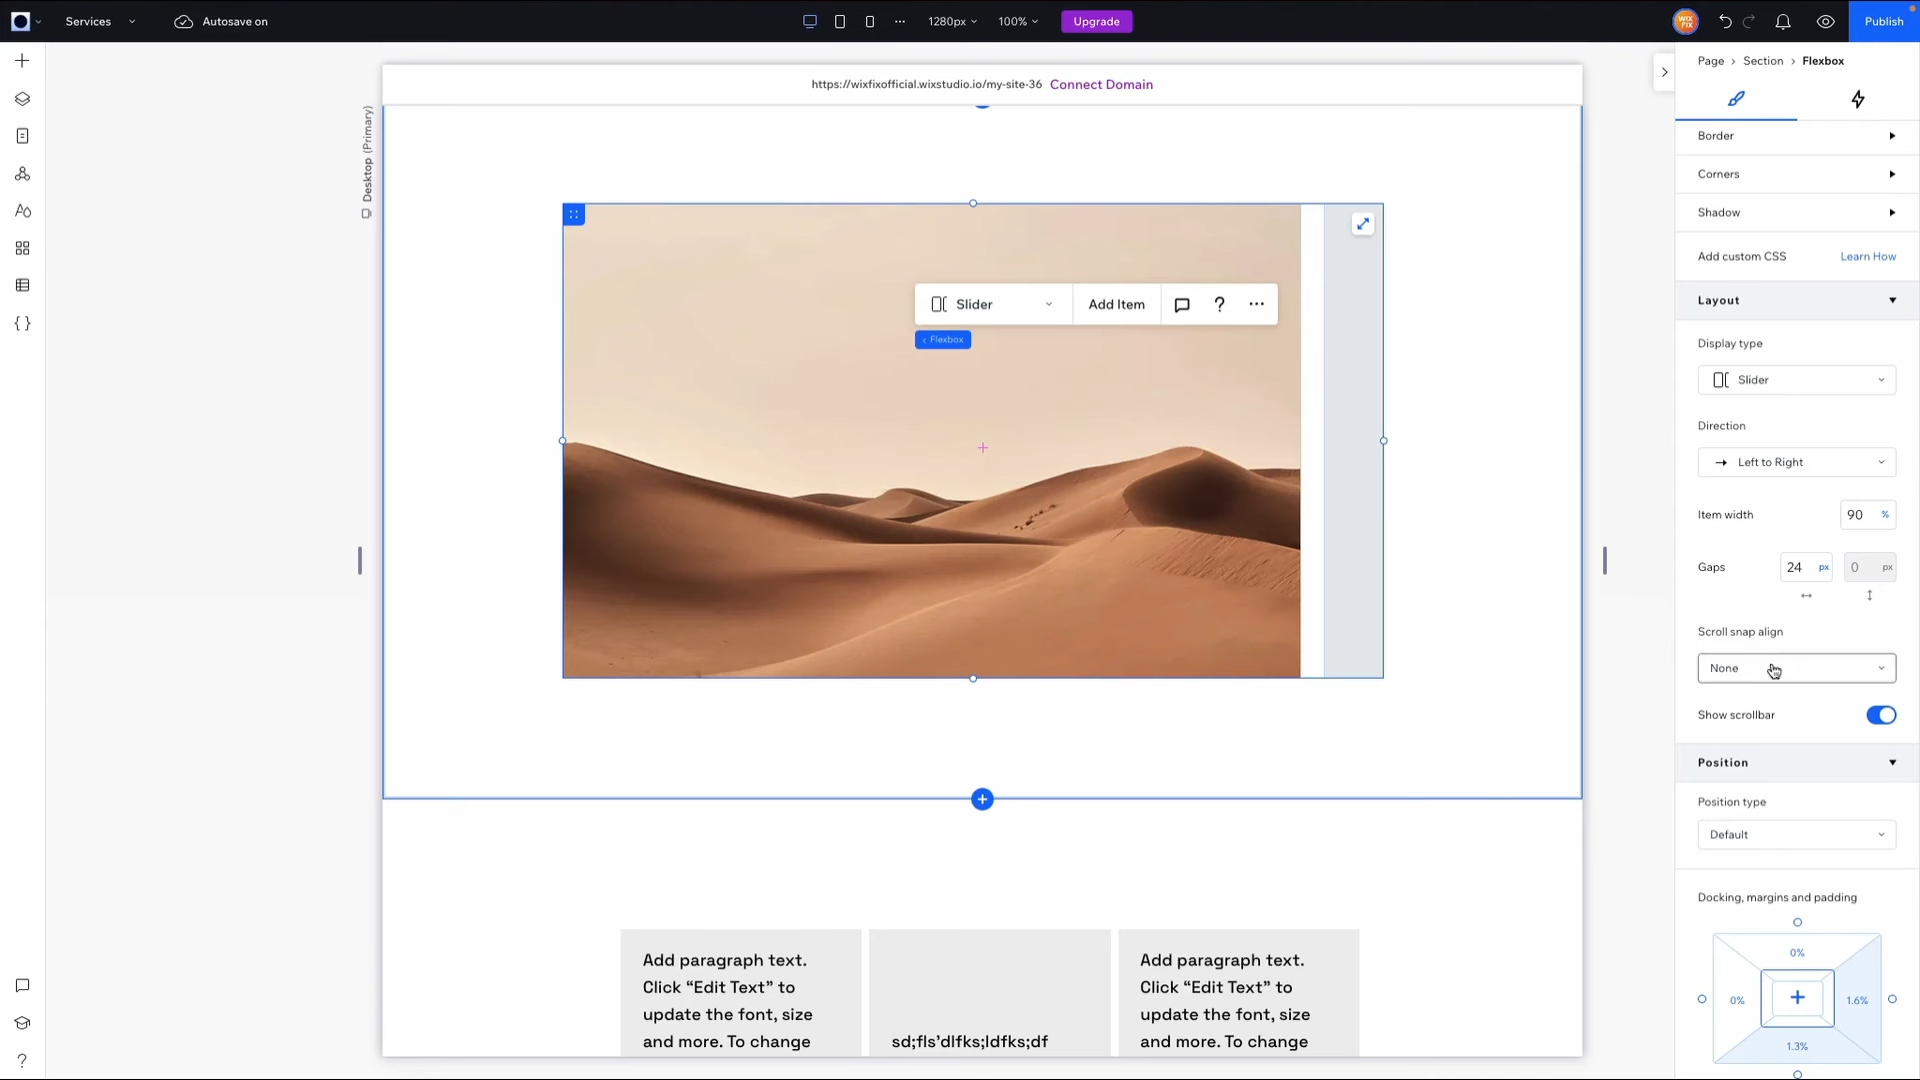 Services
Autosave on
1280px
100%
Upgrade
WIX
FIX
Publish
https://wixfixofficial.wixstudio.io/my-site-36 Connect Domain
Desktop (Primary)
Slider
Add Item
?
Flexbox
Add paragraph text.
Click “Edit Text” to
update the font, size
and more. To change
sd;fls'dlfks;ldfks;df
Add paragraph text.
Click “Edit Text” to
update the font, size
and more. To change
Page > Section > Flexbox
Border
Corners
Shadow
Add custom CSS Learn How
Layout
Display type
Slider
Direction
Left to Right
Item width 90 %
Gaps 24 px 0 px
Scroll snap align
None
Show scrollbar
Position
Position type
Default
Docking, margins and padding
0%
0% 1.6%
1.3%